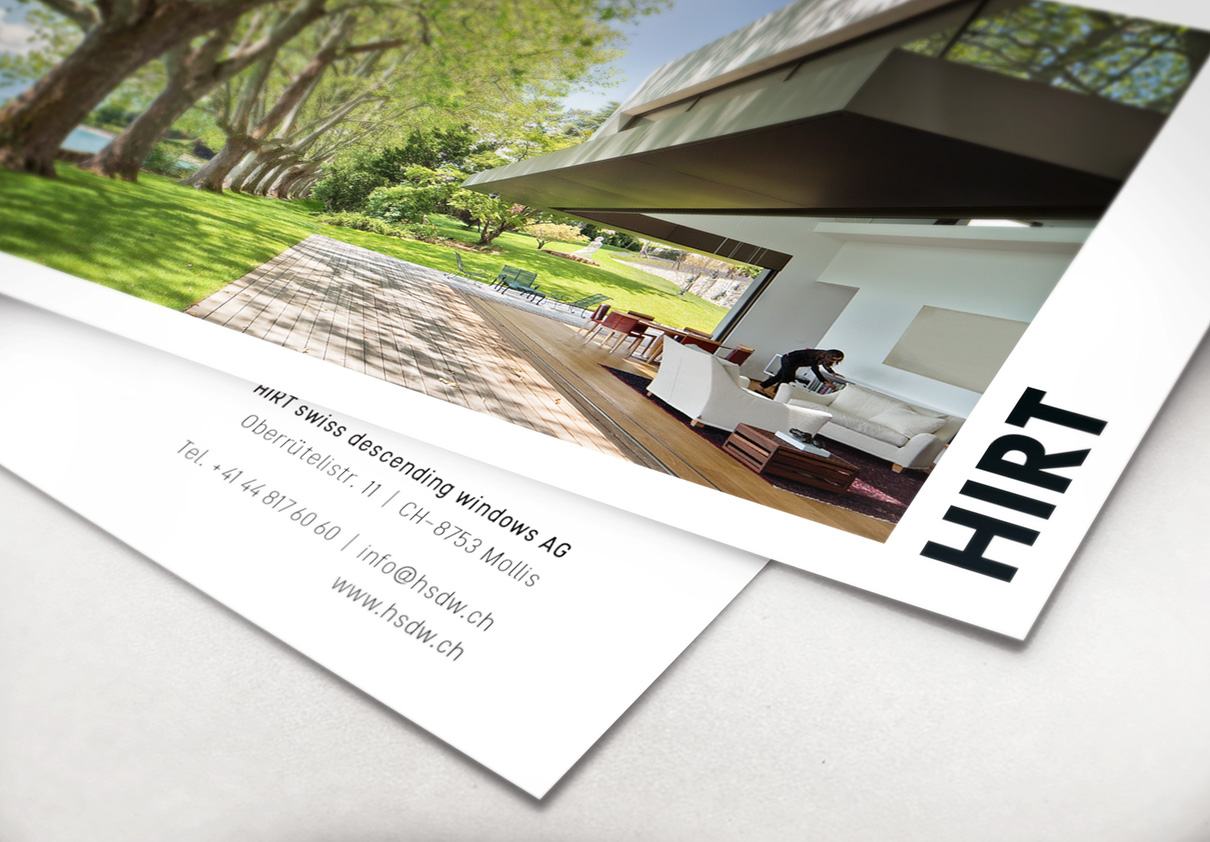 HIRT
HIRT swiss descending windows AG
Oberrütelistr. 11 | CH-8753 Mollis
Tel. +41 44 817 60 60 | info@hsdw.ch
www.hsdw.ch